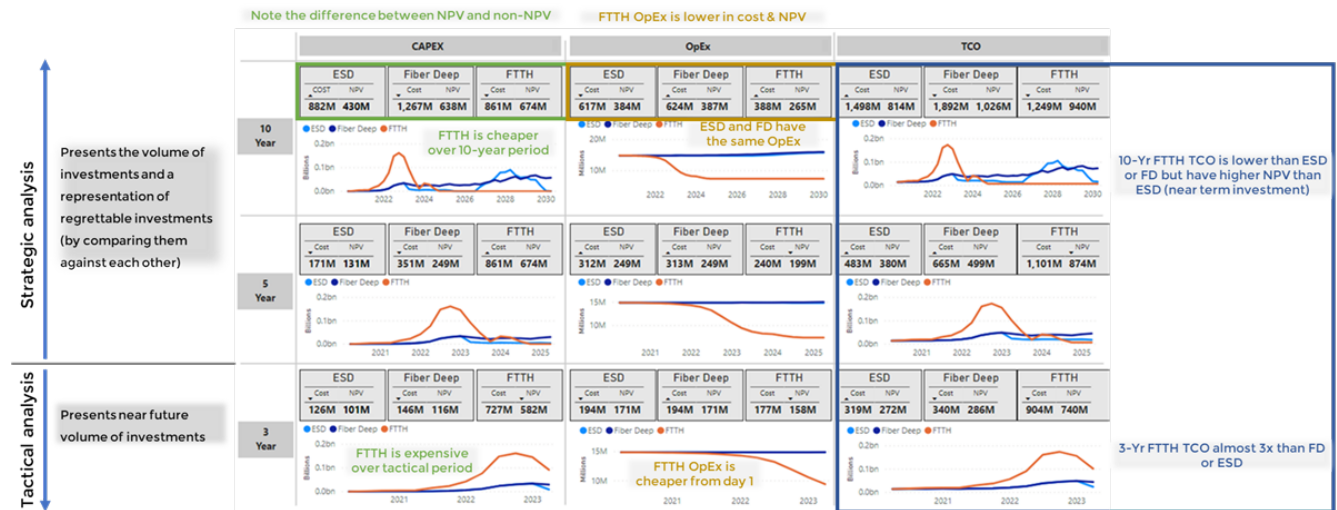 Note the difference between NPV and non-NPV
FTTH OpEx is lower in cost & NPV
CAPEX
OpEx
TCO
Strategic analysis
Presents the volume of
investments and a
representation of
regrettable investments
(by comparing them
against each other)
10
Year
ESD
COST NPV
882M 430M
Fiber Deep
Cost NPV
1,267M 638M
FTTH
Cost NPV
861M 674M
ESD Fiber Deep FTTH
FTTH is cheaper
over 10-year period
Billions
0.2bn
0.1bn
0.0bn
2022 2024 2026 2028 2030
ESD
Cost NPV
617M 384M
Fiber Deep
Cost NPV
624M 387M
FTTH
Cost NPV
388M 265M
ESD Fiber Deep FTTH
ESD and FD have
the same OpEx
Millions
20M
10M
2022 2024 2026 2028 2030
ESD
Cost NPV
1,498M 814M
Fiber Deep
Cost NPV
1,892M 1,026M
FTTH
Cost NPV
1,249M 940M
ESD Fiber Deep FTTH
Billions
0.2bn
0.1bn
0.0bn
2022 2024 2026 2028 2030
10-Yr FTTH TCO is lower than ESD
or FD but have higher NPV than
ESD (near term investment)
5
Year
ESD
Cost NPV
171M 131M
Fiber Deep
Cost NPV
351M 249M
FTTH
Cost NPV
861M 674M
ESD Fiber Deep FTTH
Billions
0.2bn
0.1bn
0.0bn
2021 2022 2023 2024 2025
ESD
Cost NPV
312M 249M
Fiber Deep
Cost NPV
313M 249M
FTTH
Cost NPV
240M 199M
ESD Fiber Deep FTTH
Millions
15M
10M
2021 2022 2023 2024 2025
ESD
Cost NPV
483M 380M
Fiber Deep
Cost NPV
665M 499M
FTTH
Cost NPV
1,101M 874M
ESD Fiber Deep FTTH
Billions
0.2bn
0.1bn
0.0bn
2021 2022 2023 2024 2025
Tactical analysis
Presents near future
volume of investments
3
Year
ESD
Cost NPV
126M 101M
Fiber Deep
Cost NPV
146M 116M
FTTH
Cost NPV
727M 582M
ESD Fiber Deep FTTH
FTTH is expensive
over tactical period
Billions
0.2bn
0.1bn
0.0bn
2021 2022 2023
ESD
Cost NPV
194M 171M
Fiber Deep
Cost NPV
194M 171M
FTTH
Cost NPV
177M 158M
ESD Fiber Deep FTTH
FTTH OpEx is
cheaper from day 1
Millions
15M
10M
2021 2022 2023
ESD
Cost NPV
319M 272M
Fiber Deep
Cost NPV
340M 286M
FTTH
Cost NPV
904M 740M
ESD Fiber Deep FTTH
Billions
0.2bn
0.1bn
0.0bn
2021 2022 2023
3-Yr FTTH TCO almost 3x than FD
or ESD